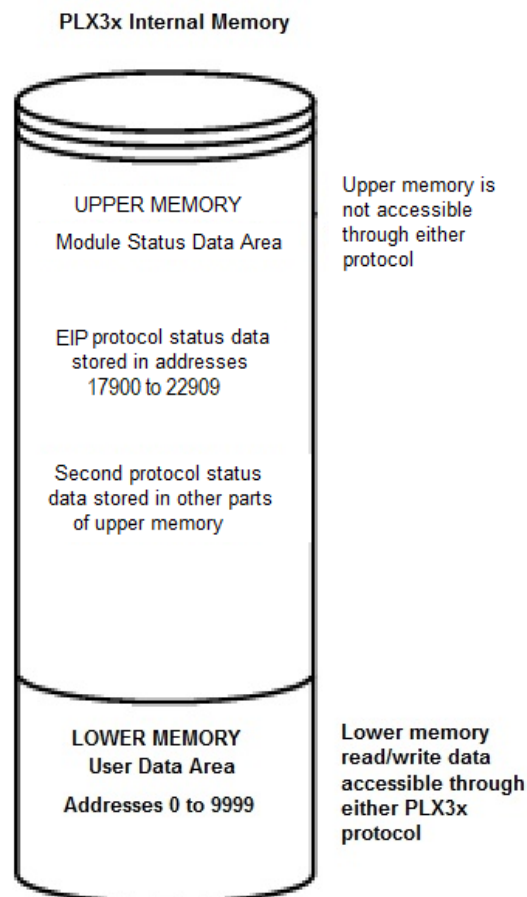 PLX3x Internal Memory
UPPER MEMORY
Module Status Data Area
Upper memory is
not accessible
through either
protocol
EIP protocol status data
stored in addresses
17900 to 22909
Second protocol status
data stored in other parts
of upper memory
LOWER MEMORY
User Data Area
Addresses 0 to 9999
Lower memory
read/write data
accessible through
either PLX3x
protocol